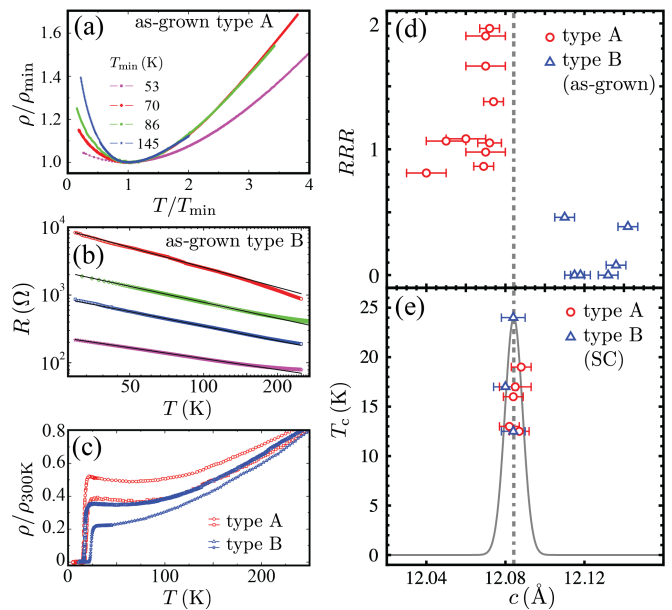 (a) as-grown type A
T_min (K)
53
70
86
145
ρ/ρ_min
1.6
1.4
1.2
1.0
0 1 2 3 4
T/T_min
(b) as-grown type B
R (Ω)
10^4
10^3
10^2
50 100 200
T (K)
(c)
type A
type B
ρ/ρ_300K
0.8
0.6
0.4
0.2
0
0 50 100 150 200
T (K)
(d)
type A
type B
(as-grown)
RRR
2
1
0
(e)
type A
type B
(SC)
T_c (K)
25
20
15
10
5
0
12.04 12.08 12.12
c (Å)